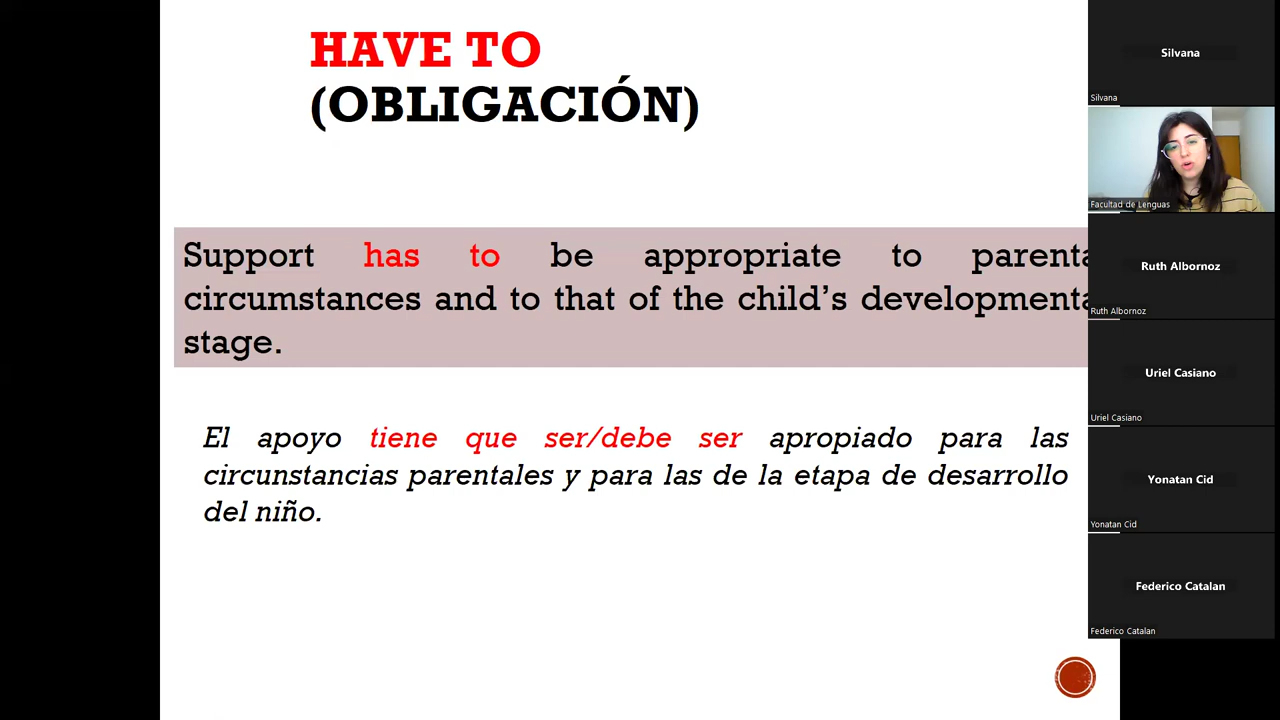 HAVE TO
(OBLIGACIÓN)
Support has to be appropriate to
circumstances and to that of the child’s
stage.
El apoyo tiene que ser/debe ser apropiado para las
circunstancias parentales y para las de la etapa de desarrollo
del niño.
Silvana
Silvana
Facultad de Lenguas
Ruth Albornoz
Ruth Albornoz
Uriel Casiano
Uriel Casiano
Yonatan Cid
Yonatan Cid
Federico Catalan
Federico Catalan